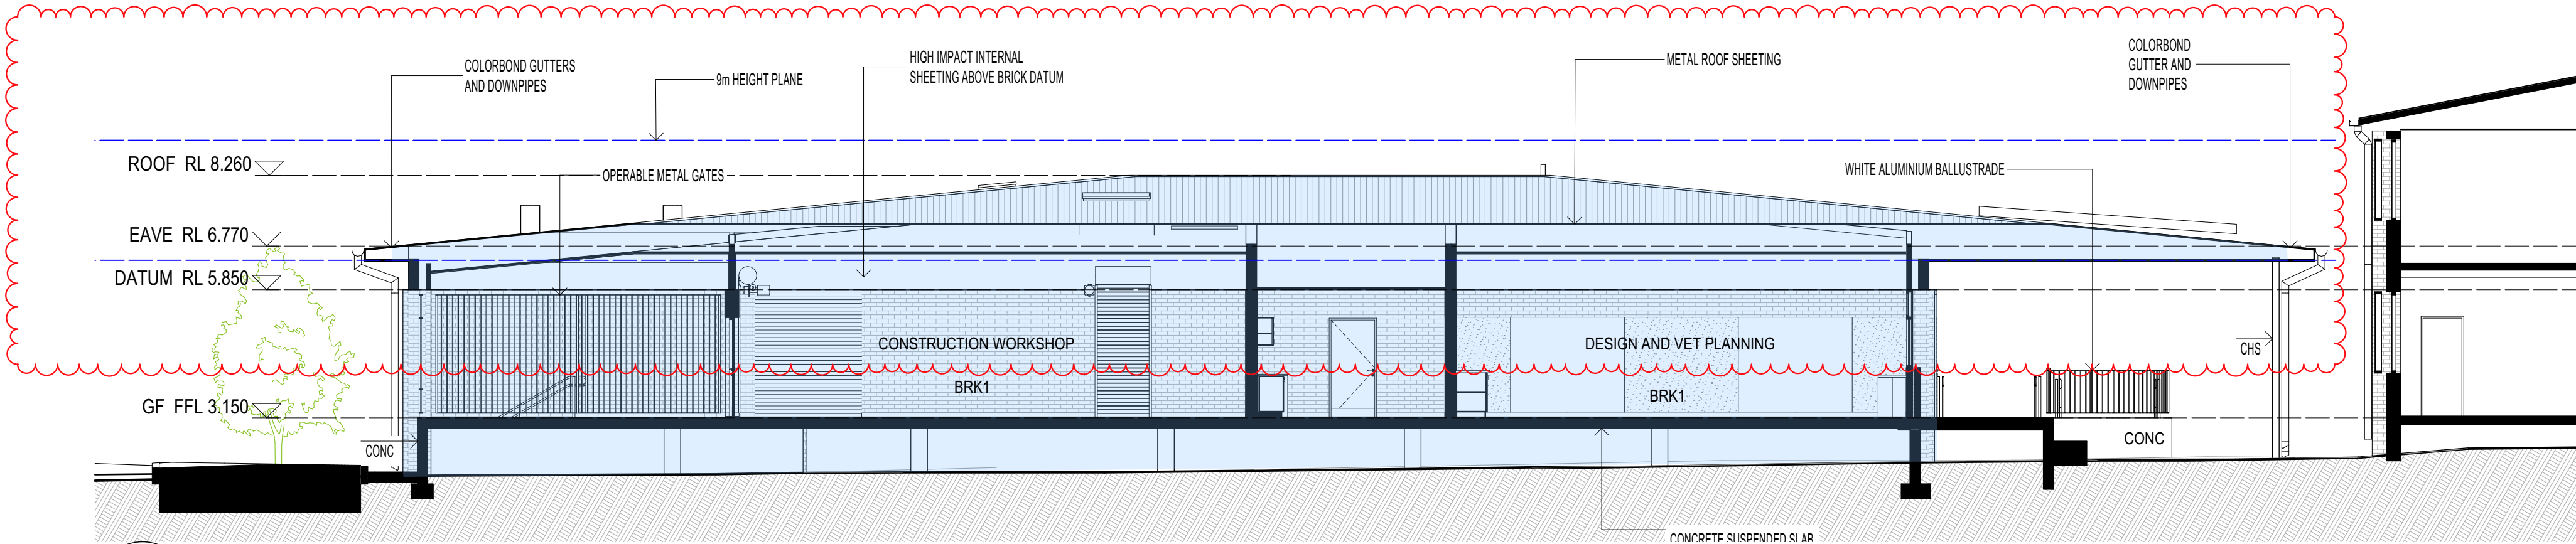 COLORBOND GUTTERS
AND DOWNPIPES
9m HEIGHT PLANE
HIGH IMPACT INTERNAL
SHEETING ABOVE BRICK DATUM
METAL ROOF SHEETING
COLORBOND
GUTTER AND
DOWNPIPES
ROOF RL 8.260
OPERABLE METAL GATES
WHITE ALUMINIUM BALLUSTRADE
EAVE RL 6.770
DATUM RL 5.850
CONSTRUCTION WORKSHOP
DESIGN AND VET PLANNING
CHS
BRK1
BRK1
GF FFL 3.150
CONC
CONC
CONCRETE SUSPENDED SLAB